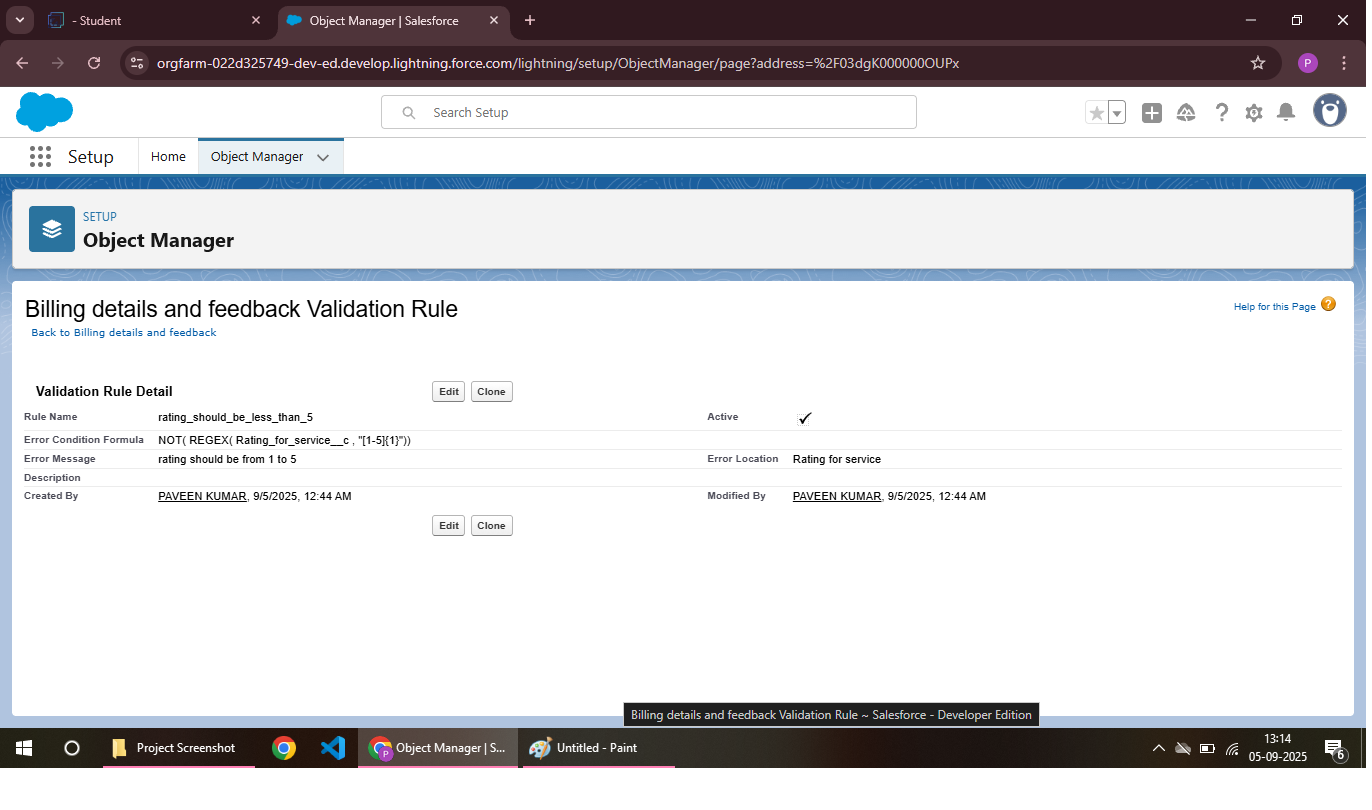 - Student
Object Manager | Salesforce
orgfarm-022d325749-dev-ed.develop.lightning.force.com/lightning/setup/ObjectManager/page?address=%2F03dgK000000OUPx
P
Search Setup
Setup
Home
Object Manager
SETUP
Object Manager
Billing details and feedback Validation Rule
Help for this Page ?
Back to Billing details and feedback
Validation Rule Detail
Edit
Clone
Rule Name rating_should_be_less_than_5 Active
Error Condition Formula NOT( REGEX( Rating_for_service__c , "[1-5]{1}"))
Error Message rating should be from 1 to 5 Error Location Rating for service
Description
Created By PAVEEN KUMAR, 9/5/2025, 12:44 AM Modified By PAVEEN KUMAR, 9/5/2025, 12:44 AM
Edit
Clone
Billing details and feedback Validation Rule ~ Salesforce - Developer Edition
Project Screenshot
P
Object Manager | S...
Untitled - Paint
13:14
05-09-2025
6